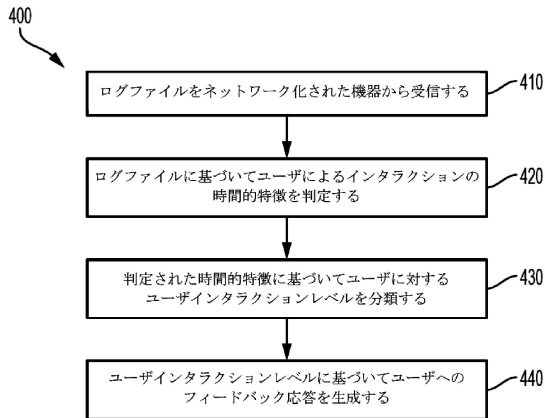 400
ログファイルをネットワーク化された機器から受信する
410
ログファイルに基づいてユーザによるインタラクションの
時間的特徴を判定する
420
判定された時間的特徴に基づいてユーザに対する
ユーザインタラクションレベルを分類する
430
ユーザインタラクションレベルに基づいてユーザへの
フィードバック応答を生成する
440